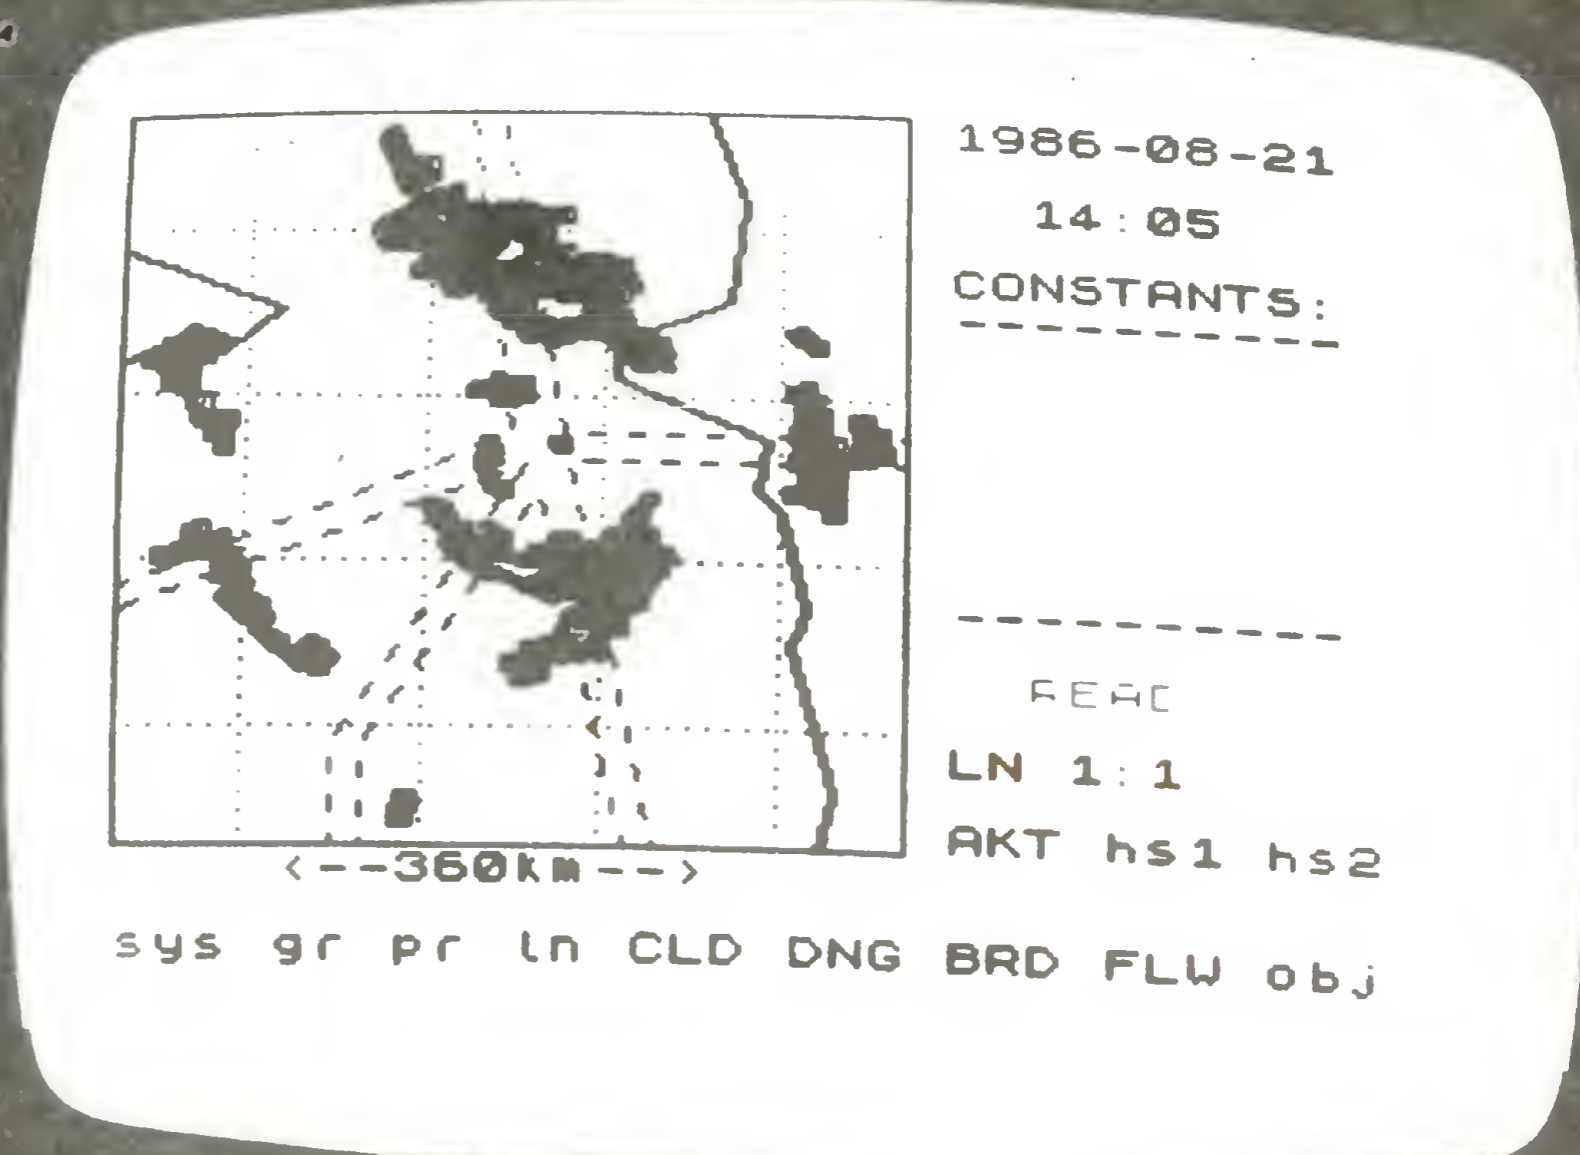 1986-08-21
14:05
CONSTANTS:
-----------
-----------
LN 1:1
AKT hs1 hs2
<--360km-->
sys gr pr ln CLD DNG BRD FLW obj